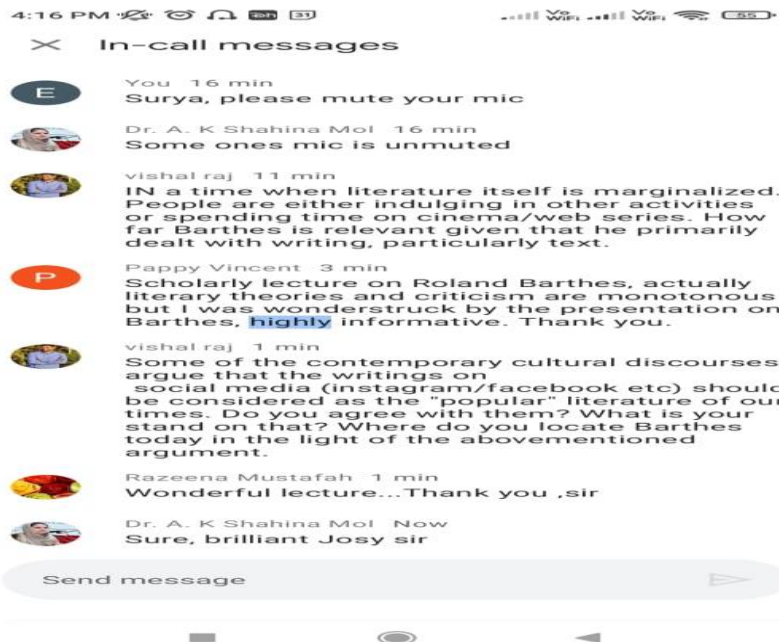 4:16 PM
31
Vo WiFi Vo WiFi 55
In-call messages
E
You 16 min
Surya, please mute your mic
Dr. A. K Shahina Mol 16 min
Some ones mic is unmuted
vishal raj 11 min
IN a time when literature itself is marginalized.
People are either indulging in other activities
or spending time on cinema/web series. How
far Barthes is relevant given that he primarily
dealt with writing, particularly text.
P
Pappy Vincent 3 min
Scholarly lecture on Roland Barthes, actually
literary theories and criticism are monotonous
but I was wonderstruck by the presentation on
Barthes, highly informative. Thank you.
vishal raj 1 min
Some of the contemporary cultural discourses
argue that the writings on
social media (instagram/facebook etc) should
be considered as the "popular" literature of our
times. Do you agree with them? What is your
stand on that? Where do you locate Barthes
today in the light of the abovementioned
argument.
Razeena Mustafah 1 min
Wonderful lecture...Thank you ,sir
Dr. A. K Shahina Mol Now
Sure, brilliant Josy sir
Send message